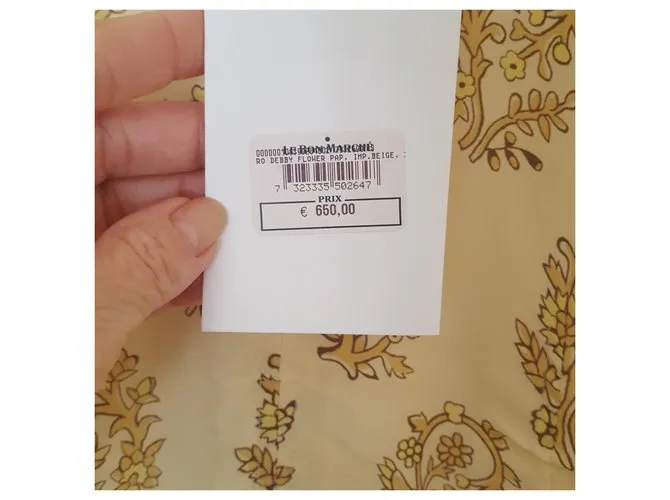 LE BON MARCHÉ
RO DEBBY FLOWER PAP. IMP.BEIGE.
7 323335 502647
PRIX
€ 650,00